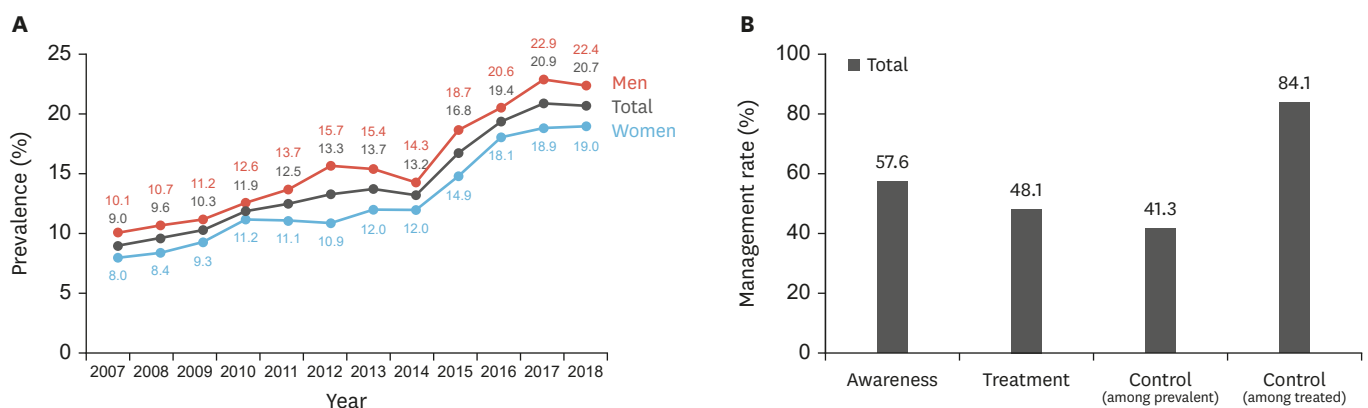 A
25
20
15
10
5
0
Prevalence (%)
10.1 10.7 11.2 12.6 13.7 15.7 15.4 14.3 18.7 20.6 22.9 22.4
9.0 9.6 10.3 11.9 12.5 13.3 13.7 13.2 16.8 19.4 20.9 20.7
8.0 8.4 9.3 11.2 11.1 10.9 12.0 12.0 14.9 18.1 18.9 19.0
Men
Total
Women
2007 2008 2009 2010 2011 2012 2013 2014 2015 2016 2017 2018
Year
B
100
80
60
40
20
0
Management rate (%)
Total
57.6 48.1 41.3 84.1
Awareness Treatment Control Control
(among prevalent) (among treated)